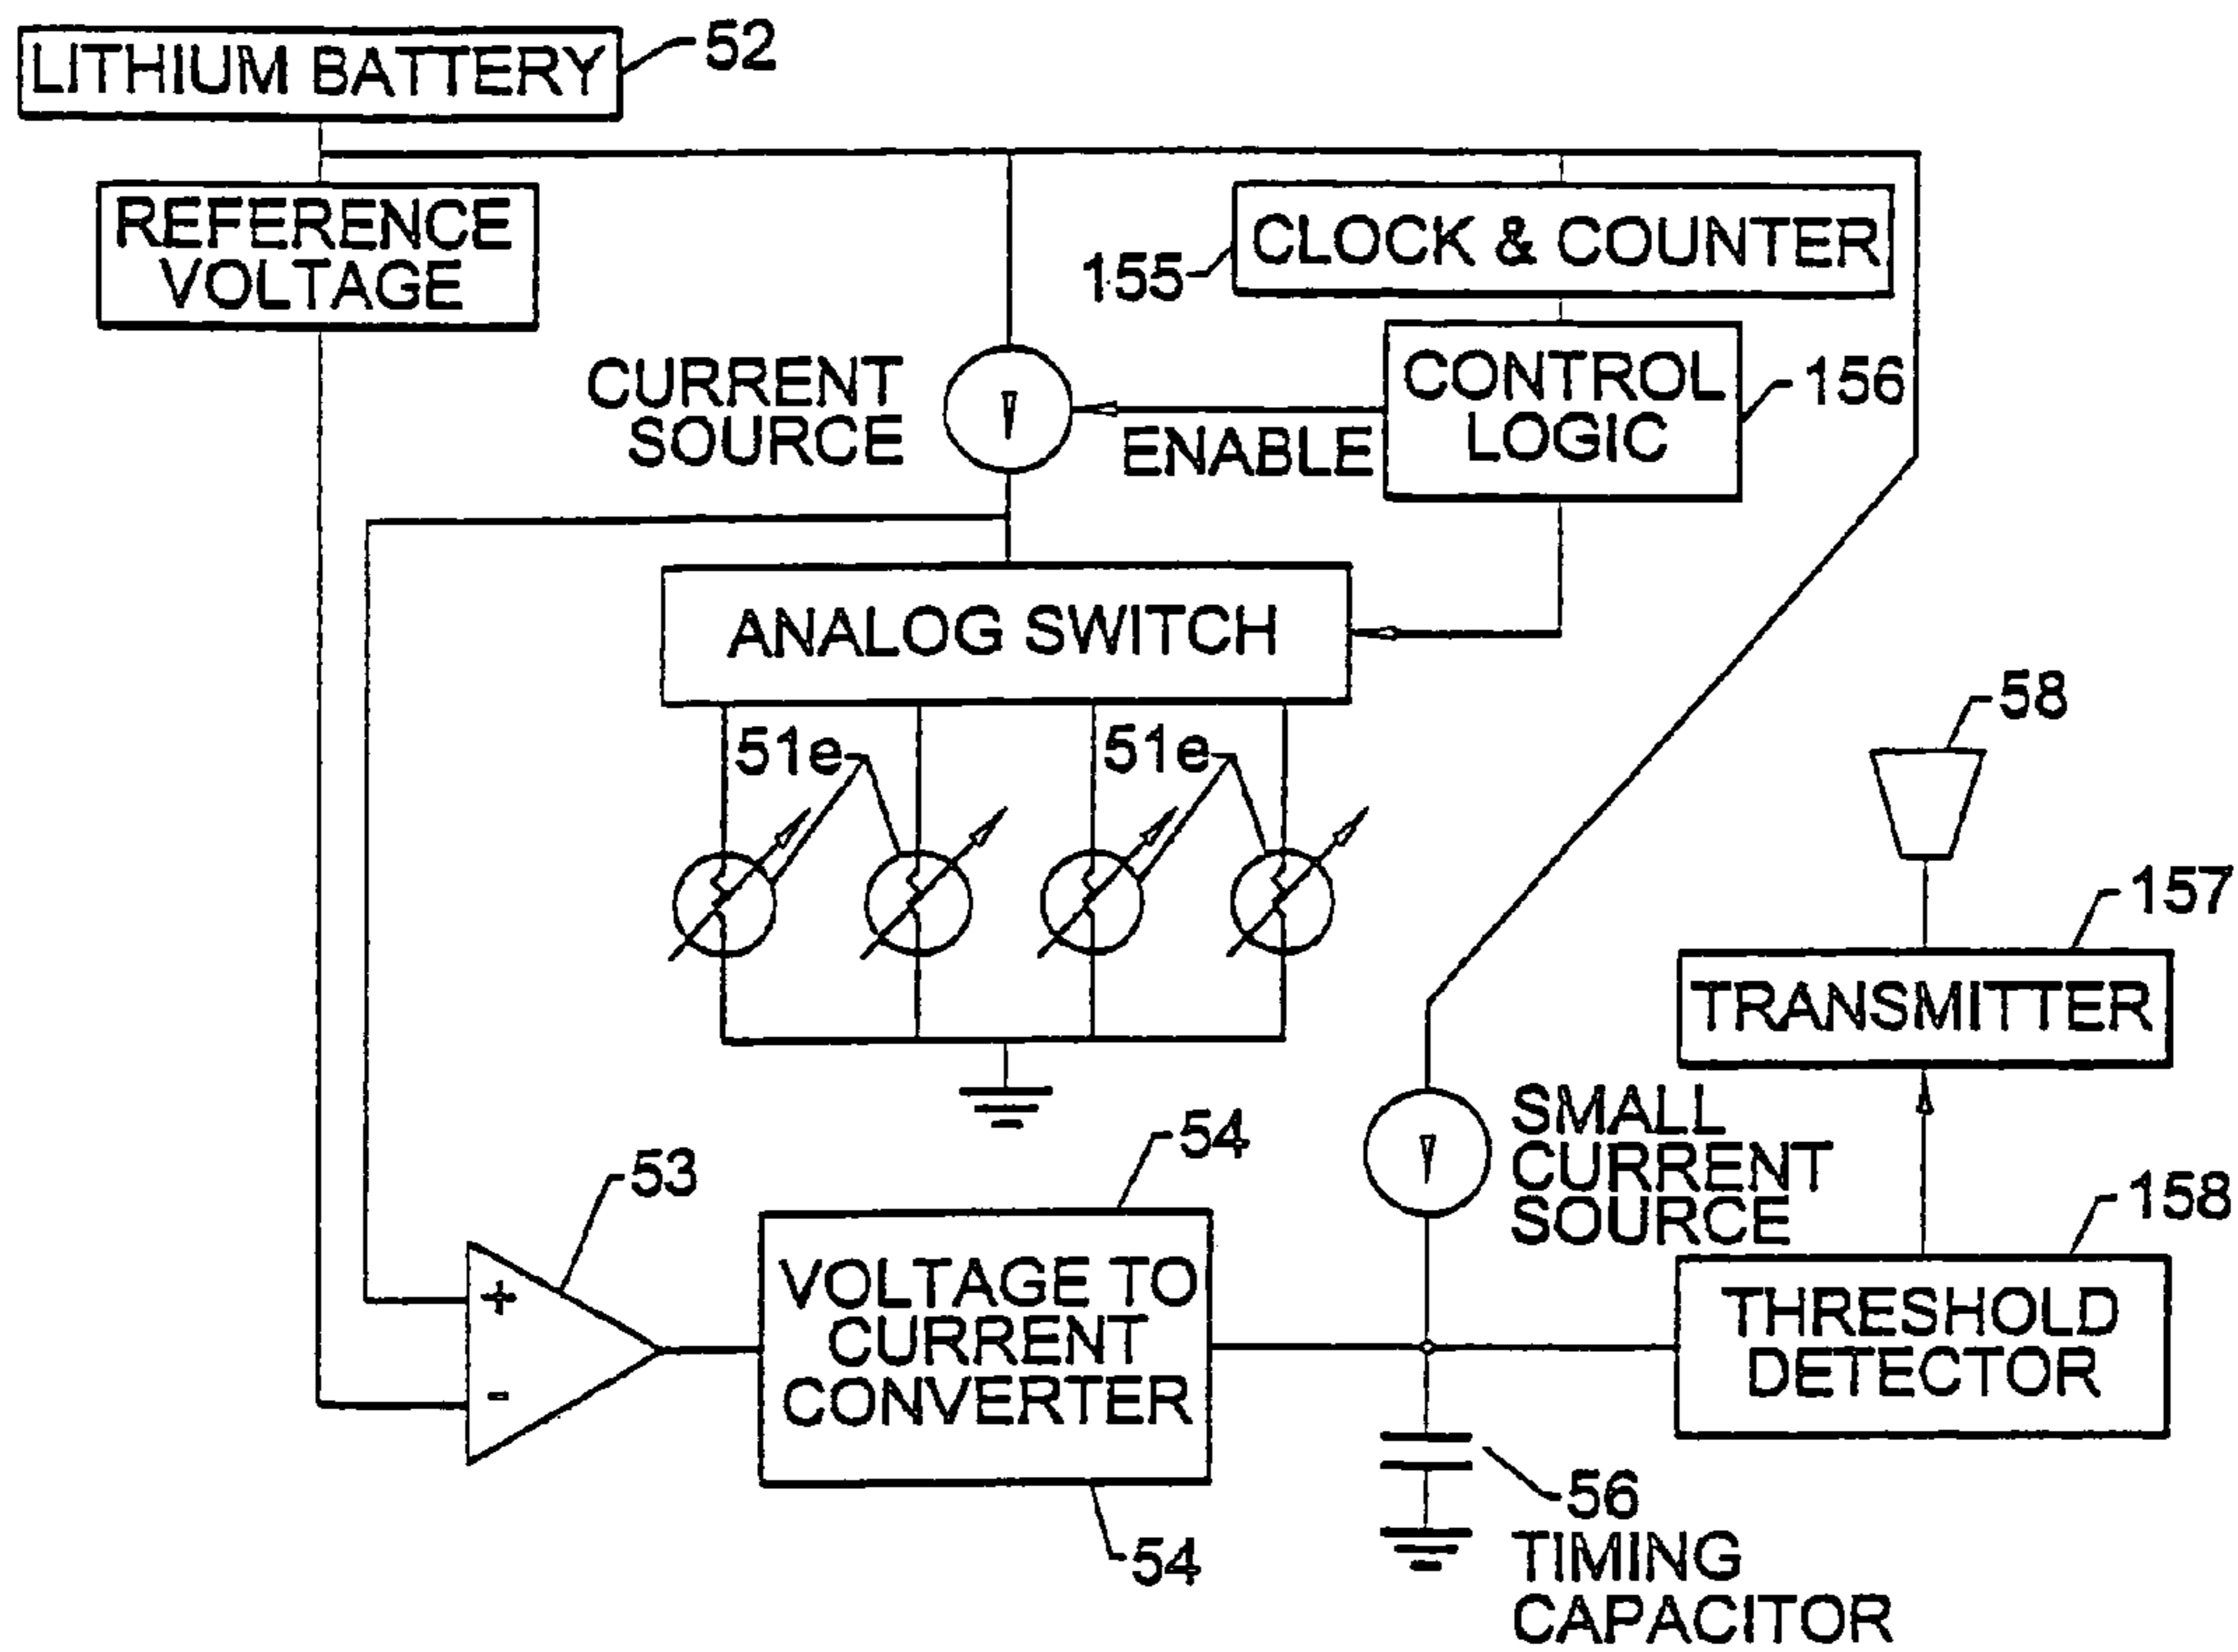 LITHIUM BATTERY
52
REFERENCE
VOLTAGE
CLOCK & COUNTER
155
CURRENT
SOURCE
ENABLE
CONTROL
LOGIC
156
ANALOG SWITCH
51e
51e
58
157
TRANSMITTER
SMALL
CURRENT
SOURCE
53
+
-
54
VOLTAGE TO
CURRENT
CONVERTER
54
158
THRESHOLD
DETECTOR
56
TIMING
CAPACITOR